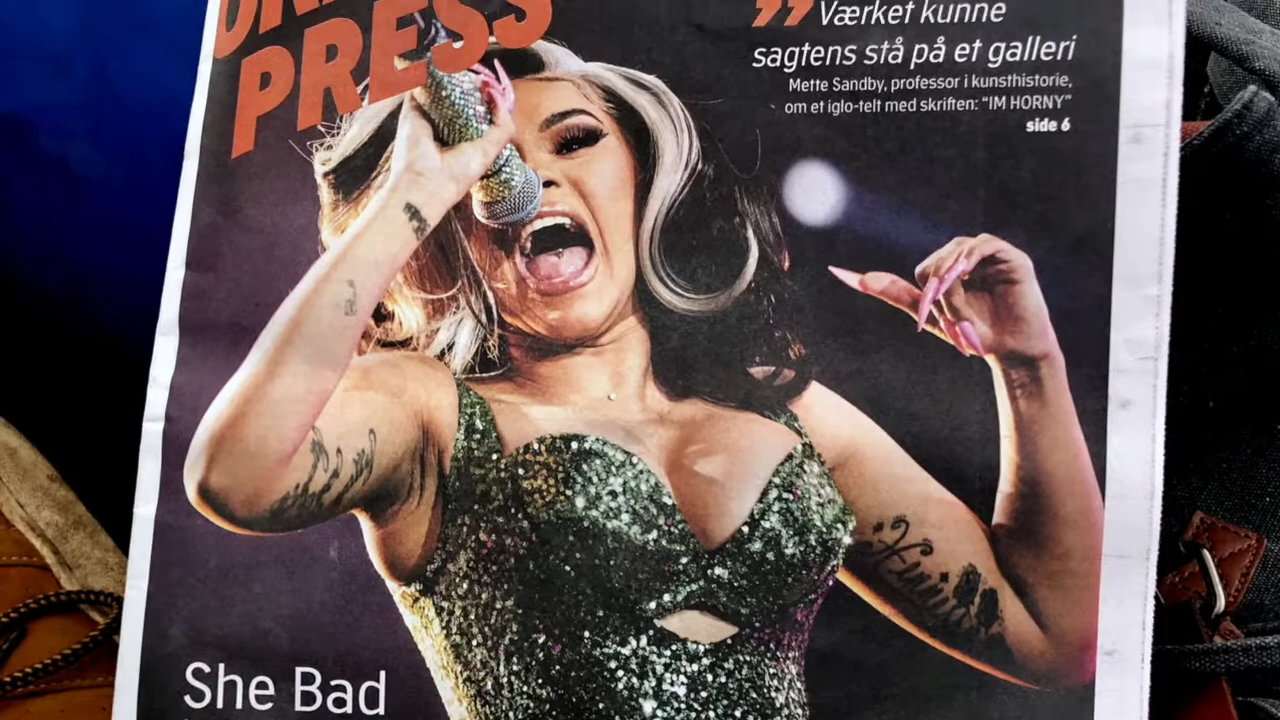 PRESS
”Værket kunne
sagtens stå på et galleri
Mette Sandby, professor i kunsthistorie,
om et iglo-telt med skriften: “IM HORNY”
side 6
She Bad